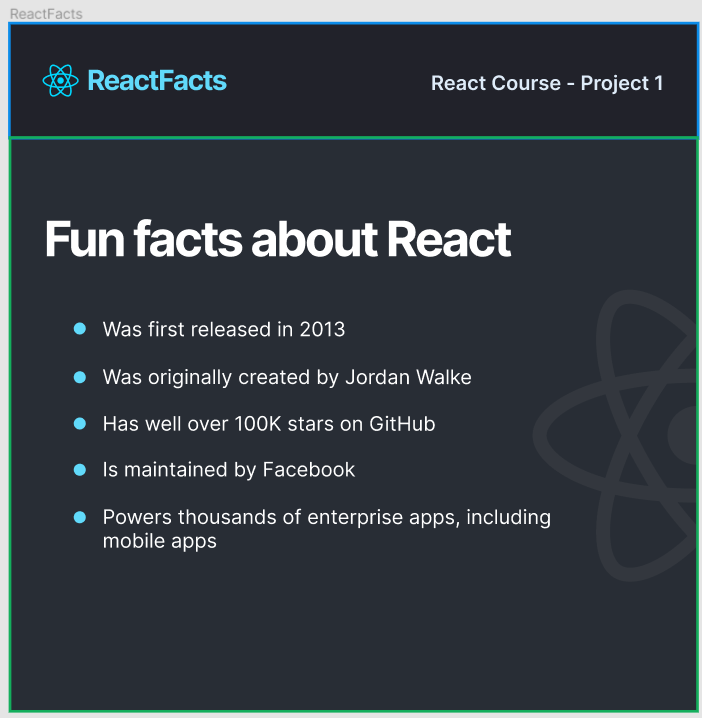 ReactFacts
ReactFacts
React Course - Project 1
Fun facts about React
Was first released in 2013
Was originally created by Jordan Walke
Has well over 100K stars on GitHub
Is maintained by Facebook
Powers thousands of enterprise apps, including
mobile apps